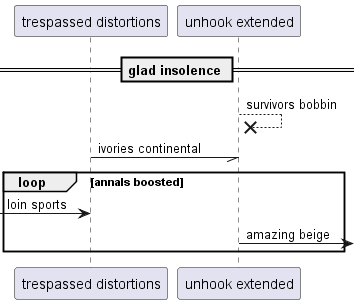 trespassed distortions
unhook extended
glad insolence
survivors bobbin
ivories continental
loop
[annals boosted]
loin sports
amazing beige
trespassed distortions
unhook extended